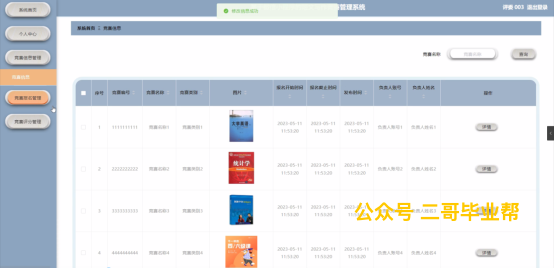 管理系统
评委 003 退出登录
系统首页
个人中心
竞赛信息管理
竞赛信息
竞赛报名管理
竞赛评分管理
竞赛名称
竞赛名称
查询
序号 竞赛编号 竞赛名称 竞赛类别 图片 报名开始时间 报名截止时间 发布时间 负责人账号 负责人姓名 操作
1 1111111111 竞赛名称1 竞赛类别1 2023-05-11 11:53:20 2023-05-11 11:53:20 2023-05-11 11:53:20 负责人账号1 负责人姓名1 详情
2 2222222222 竞赛名称2 竞赛类别2 统计学 2023-05-11 11:53:20 2023-05-11 11:53:20 2023-05-11 11:53:20 负责人账号2 负责人姓名2 详情
3 3333333333 竞赛名称3 竞赛类别3 2023-05-11 11:53:20 2023-05-11 11:53:20 2023-05-11 11:53:20 负责人账号3 负责人姓名3 详情
公众号 二哥毕业帮
4 4444444444 竞赛名称4 竞赛类别4 2023-05-11 11:53:20 2023-05-11 11:53:20 2023-05-11 11:53:20 负责人账号4 负责人姓名4 详情